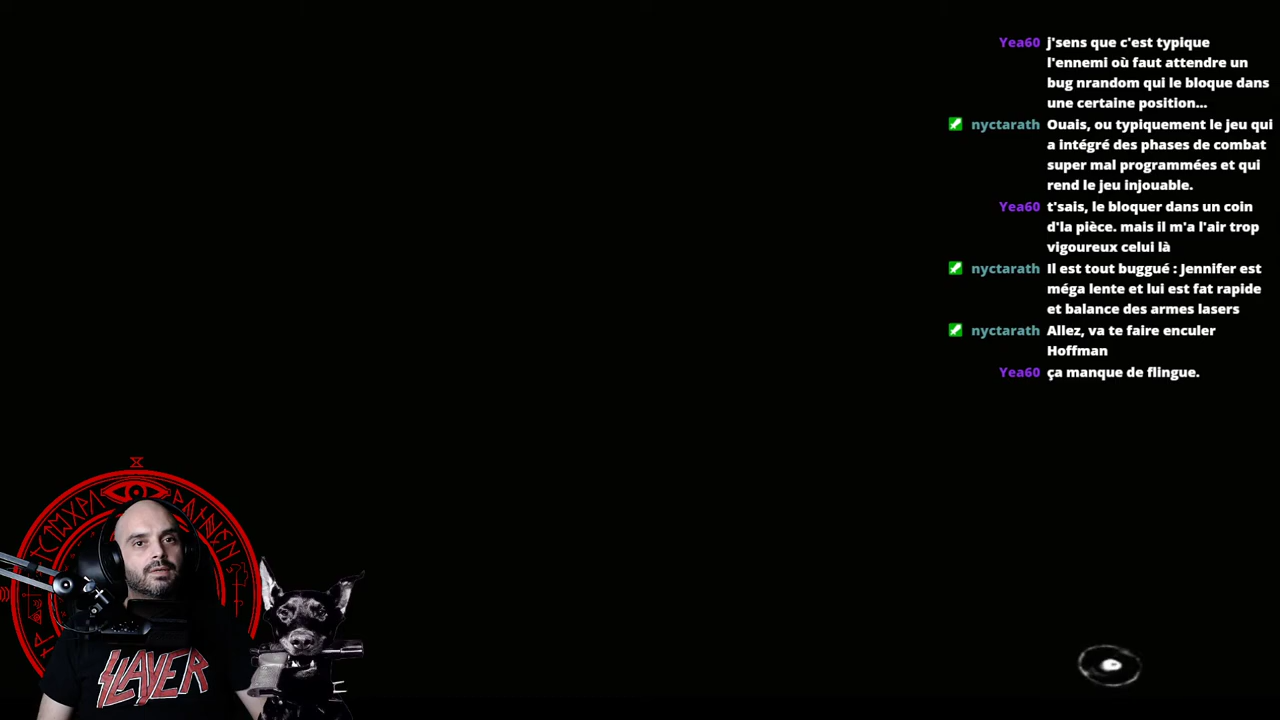 Yea60 j'sens que c'est typique
l'ennemi où faut attendre un
bug nrandom qui le bloque dans
une certaine position...
nyctarath Ouais, ou typiquement le jeu qui
a intégré des phases de combat
super mal programmées et qui
rend le jeu injouable.
Yea60 t'sais, le bloquer dans un coin
d'la pièce. mais il m'a l'air trop
vigoureux celui là
nyctarath Il est tout buggué : Jennifer est
méga lente et lui est fat rapide
et balance des armes lasers
nyctarath Allez, va te faire enculer
Hoffman
Yea60 ça manque de flingue.
SLAYER